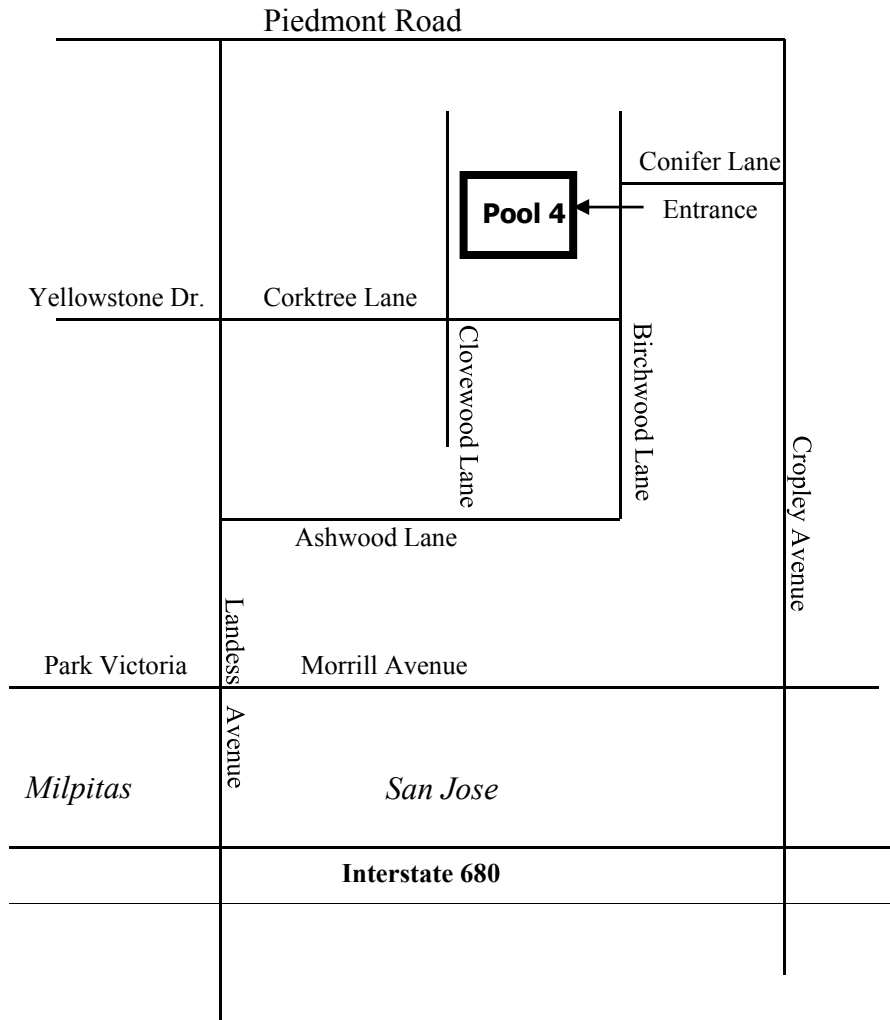 Piedmont Road
Conifer Lane
Pool 4
Entrance
Yellowstone Dr.
Corktree Lane
Clovewood Lane
Birchwood Lane
Cropley Avenue
Ashwood Lane
Landess Avenue
Park Victoria
Morrill Avenue
Milpitas
San Jose
Interstate 680